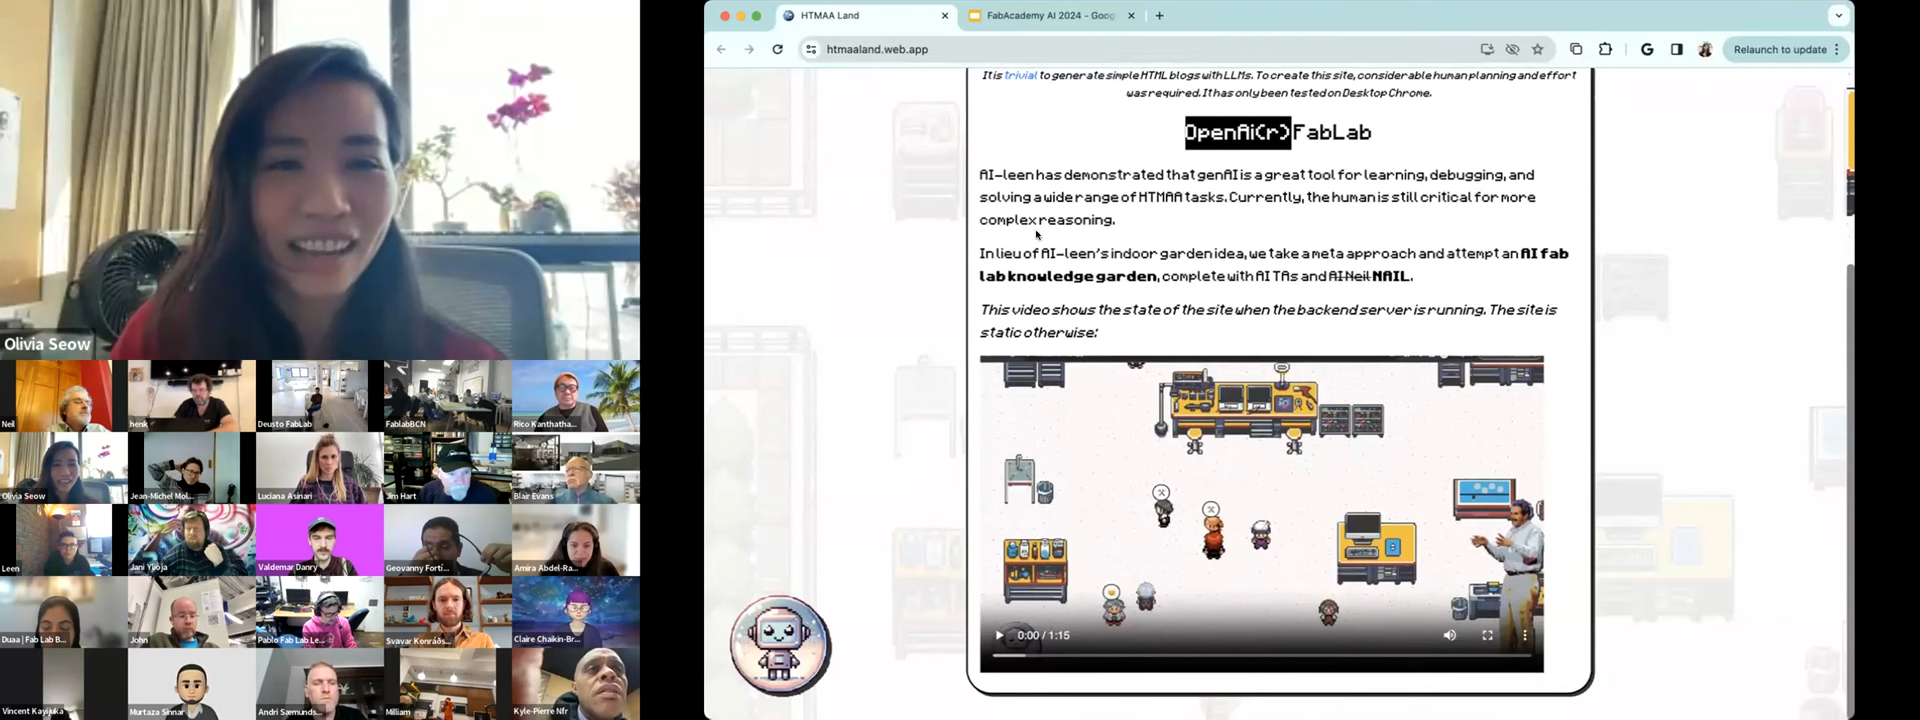 Olivia Seow
Neil
henk
Deusto FabLab
FablabBCN
Rico Kanthatha...
Olivia Seow
Jean-Michel Mol...
Luciana Asinari
Jim Hart
Blair Evans
Leen
Jani Ylioja
Valdemar Danry
Geovanny Forti...
Amira Abdel-Ra...
Duaa | Fab Lab B...
John
Pablo Fab Lab Le...
Svavar Konráðs...
Claire Chaikin-Br...
Vincent Kayijuka
Murtaza Sinnar
Andri Sæmunds...
Milliam
Kyle-Pierre Nfr
HTMAA Land
FabAcademy AI 2024 - Goog
htmaaland.web.app
Relaunch to update
It is trivial to generate simple HTML blogs with LLMs. To create this site, considerable human planning and effort
was required. It has only been tested on Desktop Chrome.
OpenAi(r) FabLab
AI-leen has demonstrated that genAI is a great tool for learning, debugging, and
solving a wide range of HTMAA tasks. Currently, the human is still critical for more
complex reasoning.
In lieu of AI-leen's indoor garden idea, we take a meta approach and attempt an AI fab
lab knowledge garden, complete with AI TAs and AI Neil NAIL.
This video shows the state of the site when the backend server is running. The site is
static otherwise:
0:00 / 1:15